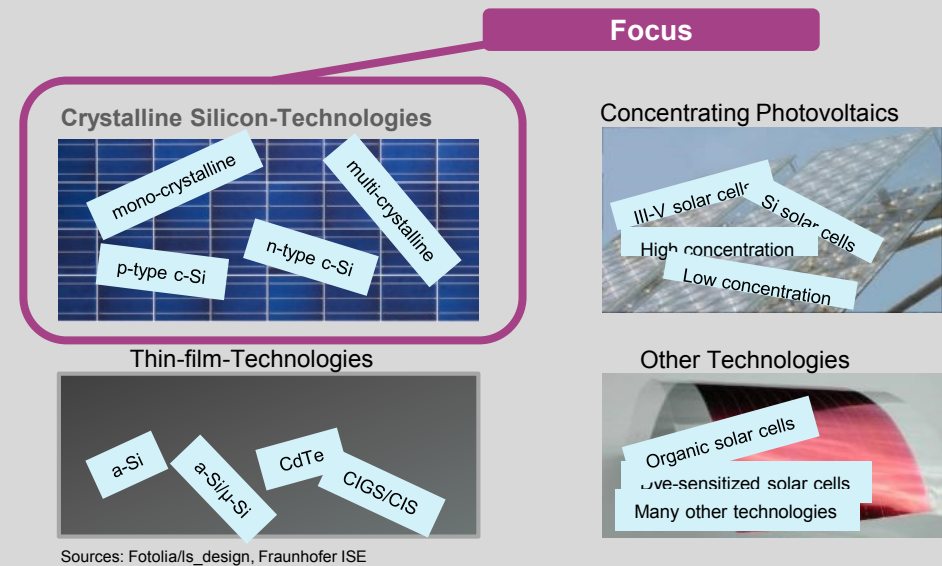 Focus
Crystalline Silicon-Technologies
mono-crystalline
multi-crystalline
p-type c-Si
n-type c-Si
Concentrating Photovoltaics
III-V solar cells
Si solar cells
High concentration
Low concentration
Thin-film-Technologies
a-Si
a-Si/µ-Si
CdTe
CIGS/CIS
Other Technologies
Organic solar cells
Dye-sensitized solar cells
Many other technologies
Sources: Fotolia/ls_design, Fraunhofer ISE